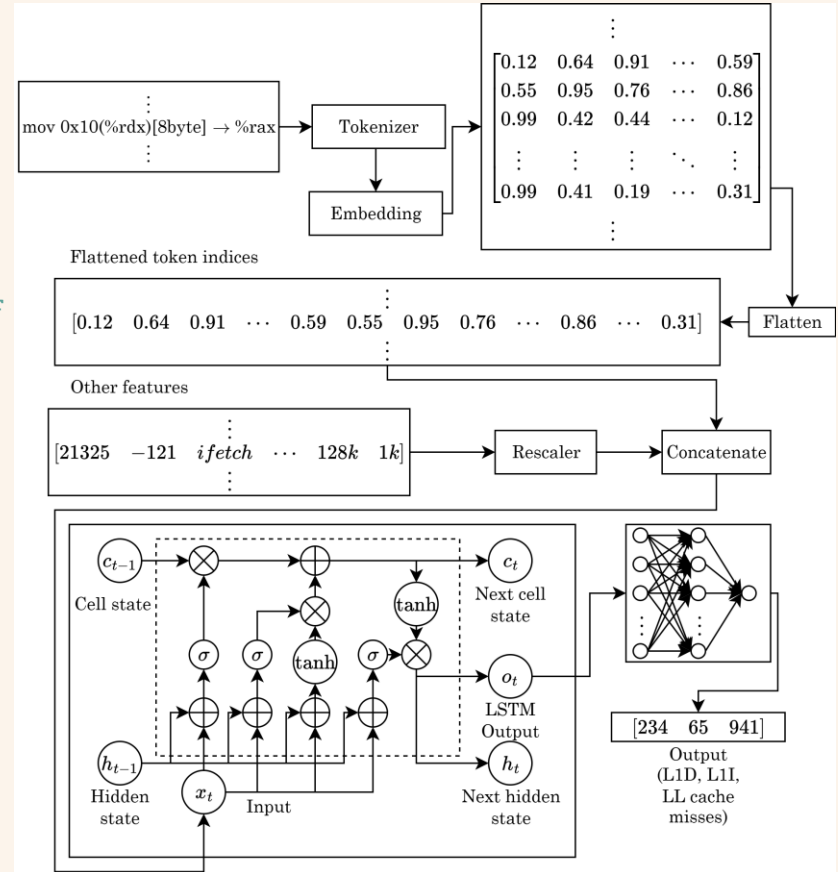 ⋮
mov 0x10(%rdx)[8byte] → %rax
⋮
Tokenizer
Embedding
⋮
0.12 0.64 0.91 ⋯ 0.59
0.55 0.95 0.76 ⋯ 0.86
0.99 0.42 0.44 ⋯ 0.12
⋮ ⋮ ⋮ ⋱ ⋮
0.99 0.41 0.19 ⋯ 0.31
⋮
Flatten
Flattened token indices
⋮
[0.12 0.64 0.91 ⋯ 0.59 0.55 0.95 0.76 ⋯ 0.86 ⋯ 0.31]
⋮
Other features
⋮
[21325 −121 ifetch ⋯ 128k 1k]
⋮
Rescaler
Concatenate
c_{t−1}
Cell state
σ
σ
tanh
σ
tanh
h_{t−1}
Hidden
state
x_t
Input
c_t
Next cell
state
o_t
LSTM
Output
h_t
Next hidden
state
⋮ ⋮
[234 65 941]
Output
(L1D, L1I,
LL cache
misses)